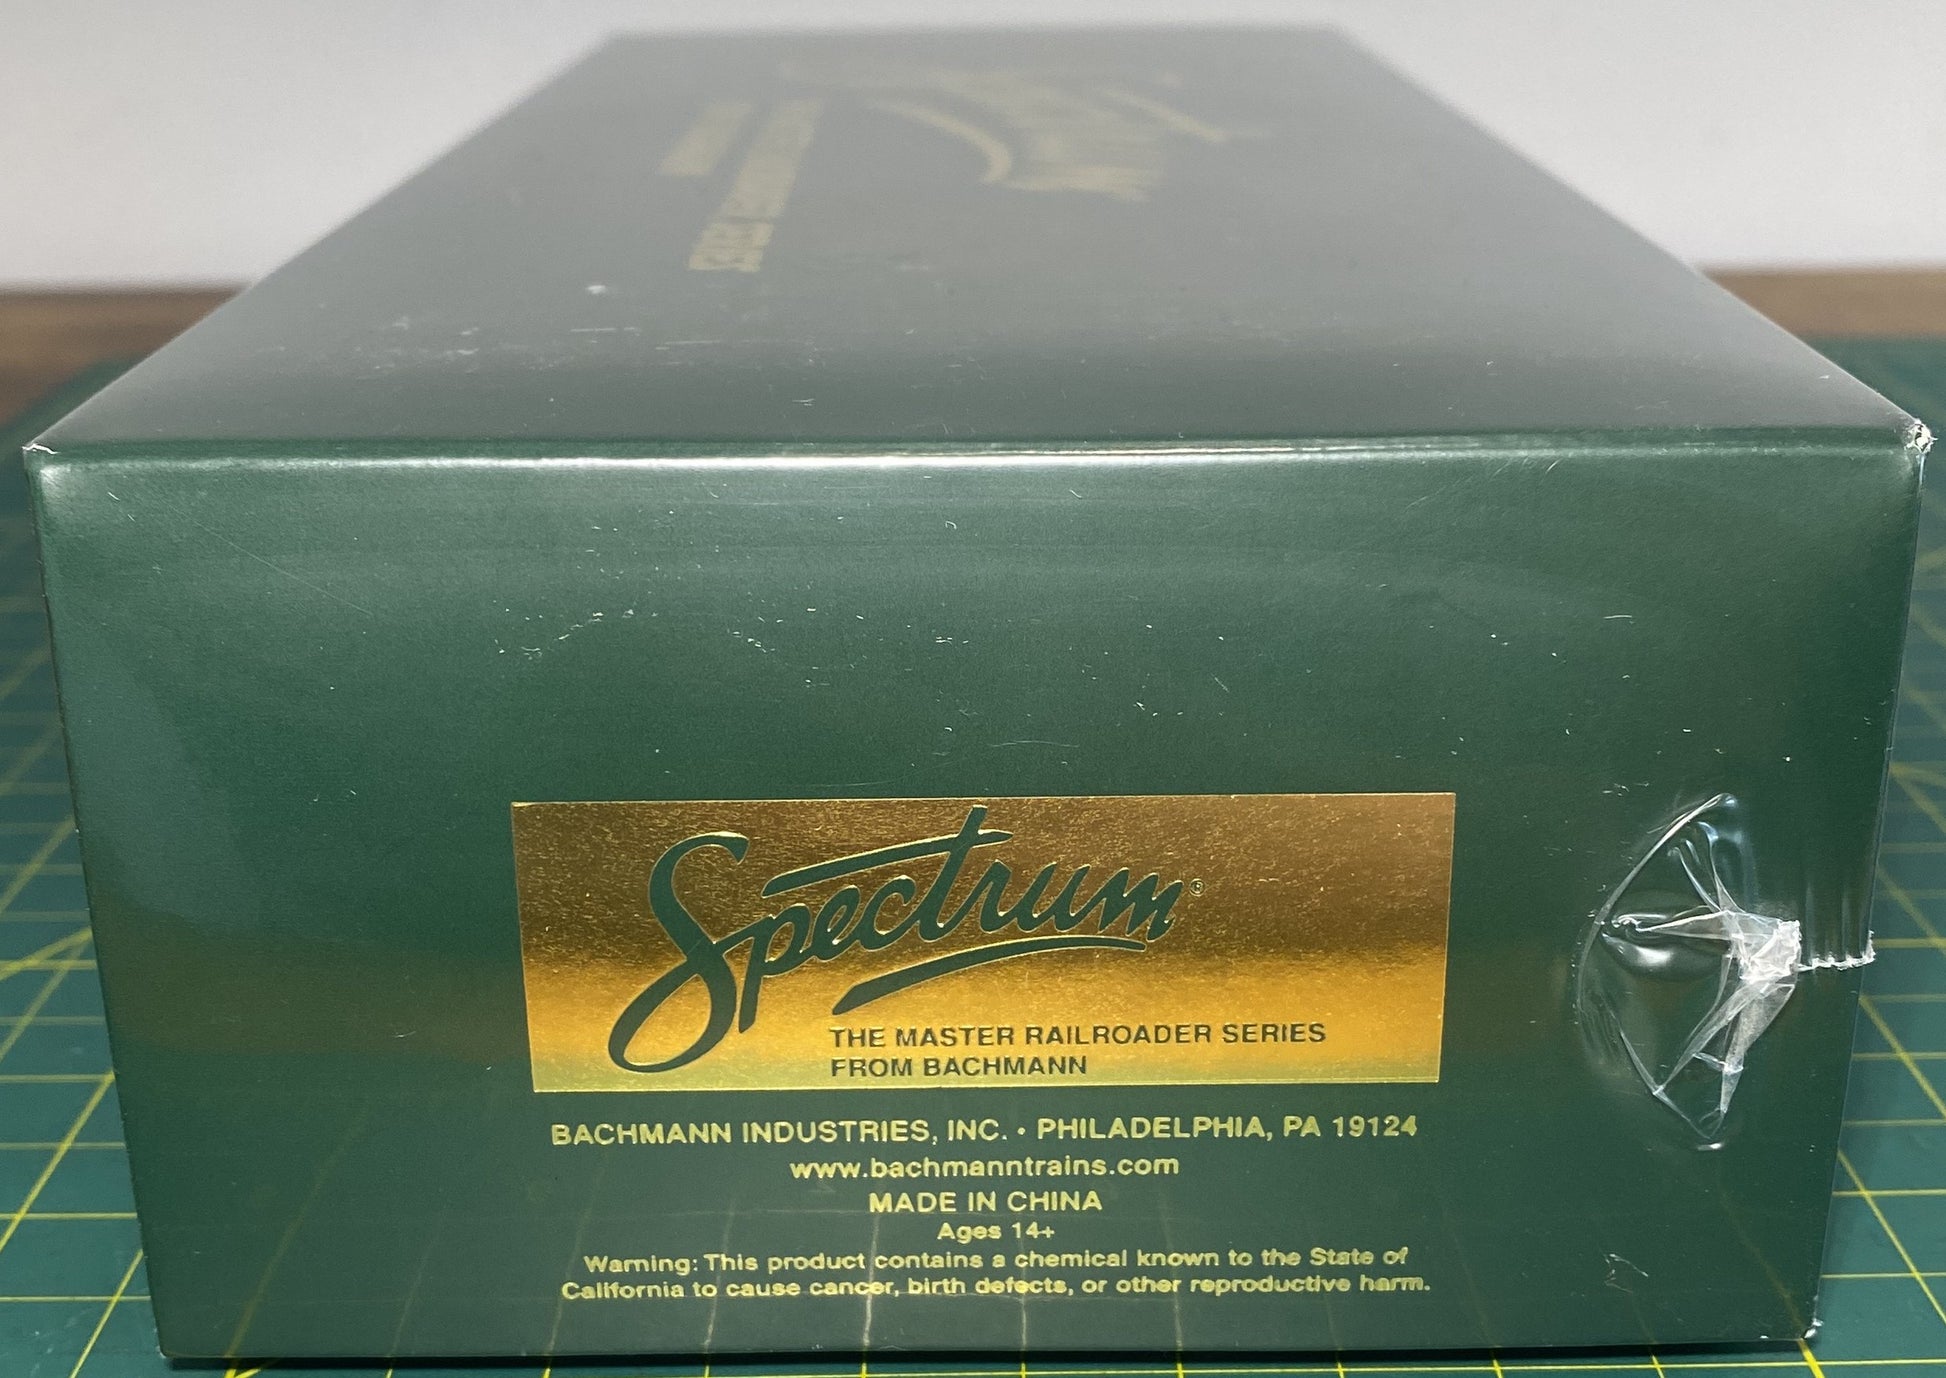 Spectrum®
THE MASTER RAILROADER SERIES
FROM BACHMANN
BACHMANN INDUSTRIES, INC. • PHILADELPHIA, PA 19124
www.bachmanntrains.com
MADE IN CHINA
Ages 14+
Warning: This product contains a chemical known to the State of
California to cause cancer, birth defects, or other reproductive harm.